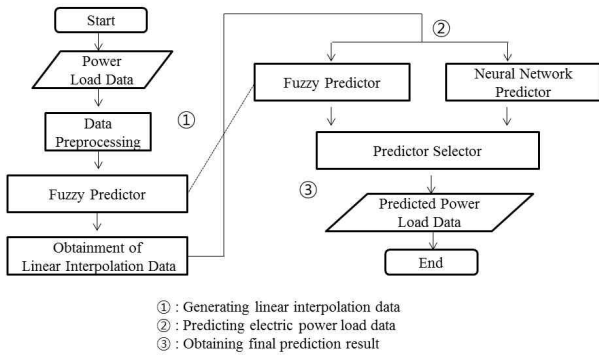 Start
Power
Load Data
Data
Preprocessing
①
Fuzzy Predictor
Obtainment of
Linear Interpolation Data
②
Fuzzy Predictor
Neural Network
Predictor
Predictor Selector
③
Predicted Power
Load Data
End
① : Generating linear interpolation data
② : Predicting electric power load data
③ : Obtaining final prediction result